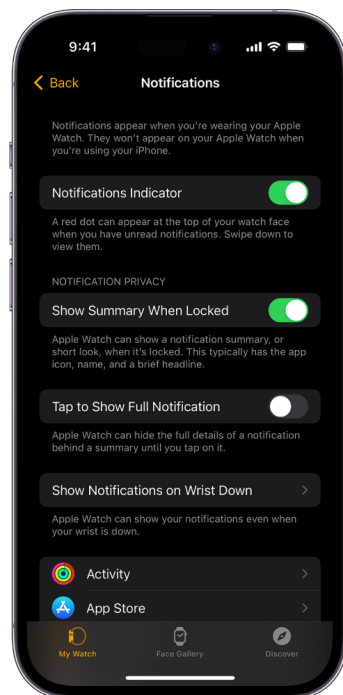 9:41
Back
Notifications
Notifications appear when you're wearing your Apple
Watch. They won't appear on your Apple Watch when
you're using your iPhone.
Notifications Indicator
A red dot can appear at the top of your watch face
when you have unread notifications. Swipe down to
view them.
NOTIFICATION PRIVACY
Show Summary When Locked
Apple Watch can show a notification summary, or
short look, when it's locked. This typically has the app
icon, name, and a brief headline.
Tap to Show Full Notification
Apple Watch can hide the full details of a notification
behind a summary until you tap on it.
Show Notifications on Wrist Down
Apple Watch can show your notifications even when
your wrist is down.
Activity
App Store
My Watch Face Gallery Discover